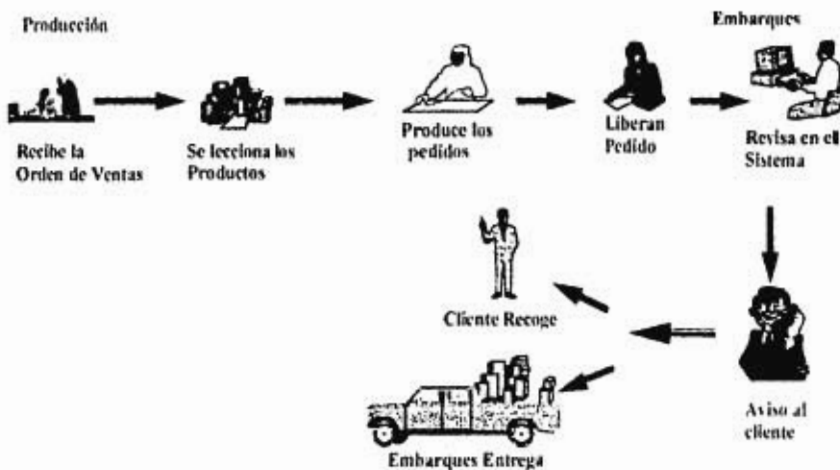 Producción
Embarques
Recibe la
Orden de Ventas
Se lecciona los
Productos
Produce los
pedidos
Liberan
Pedido
Revisa en el
Sistema
Cliente Recoge
Aviso al
cliente
Embarques Entrega